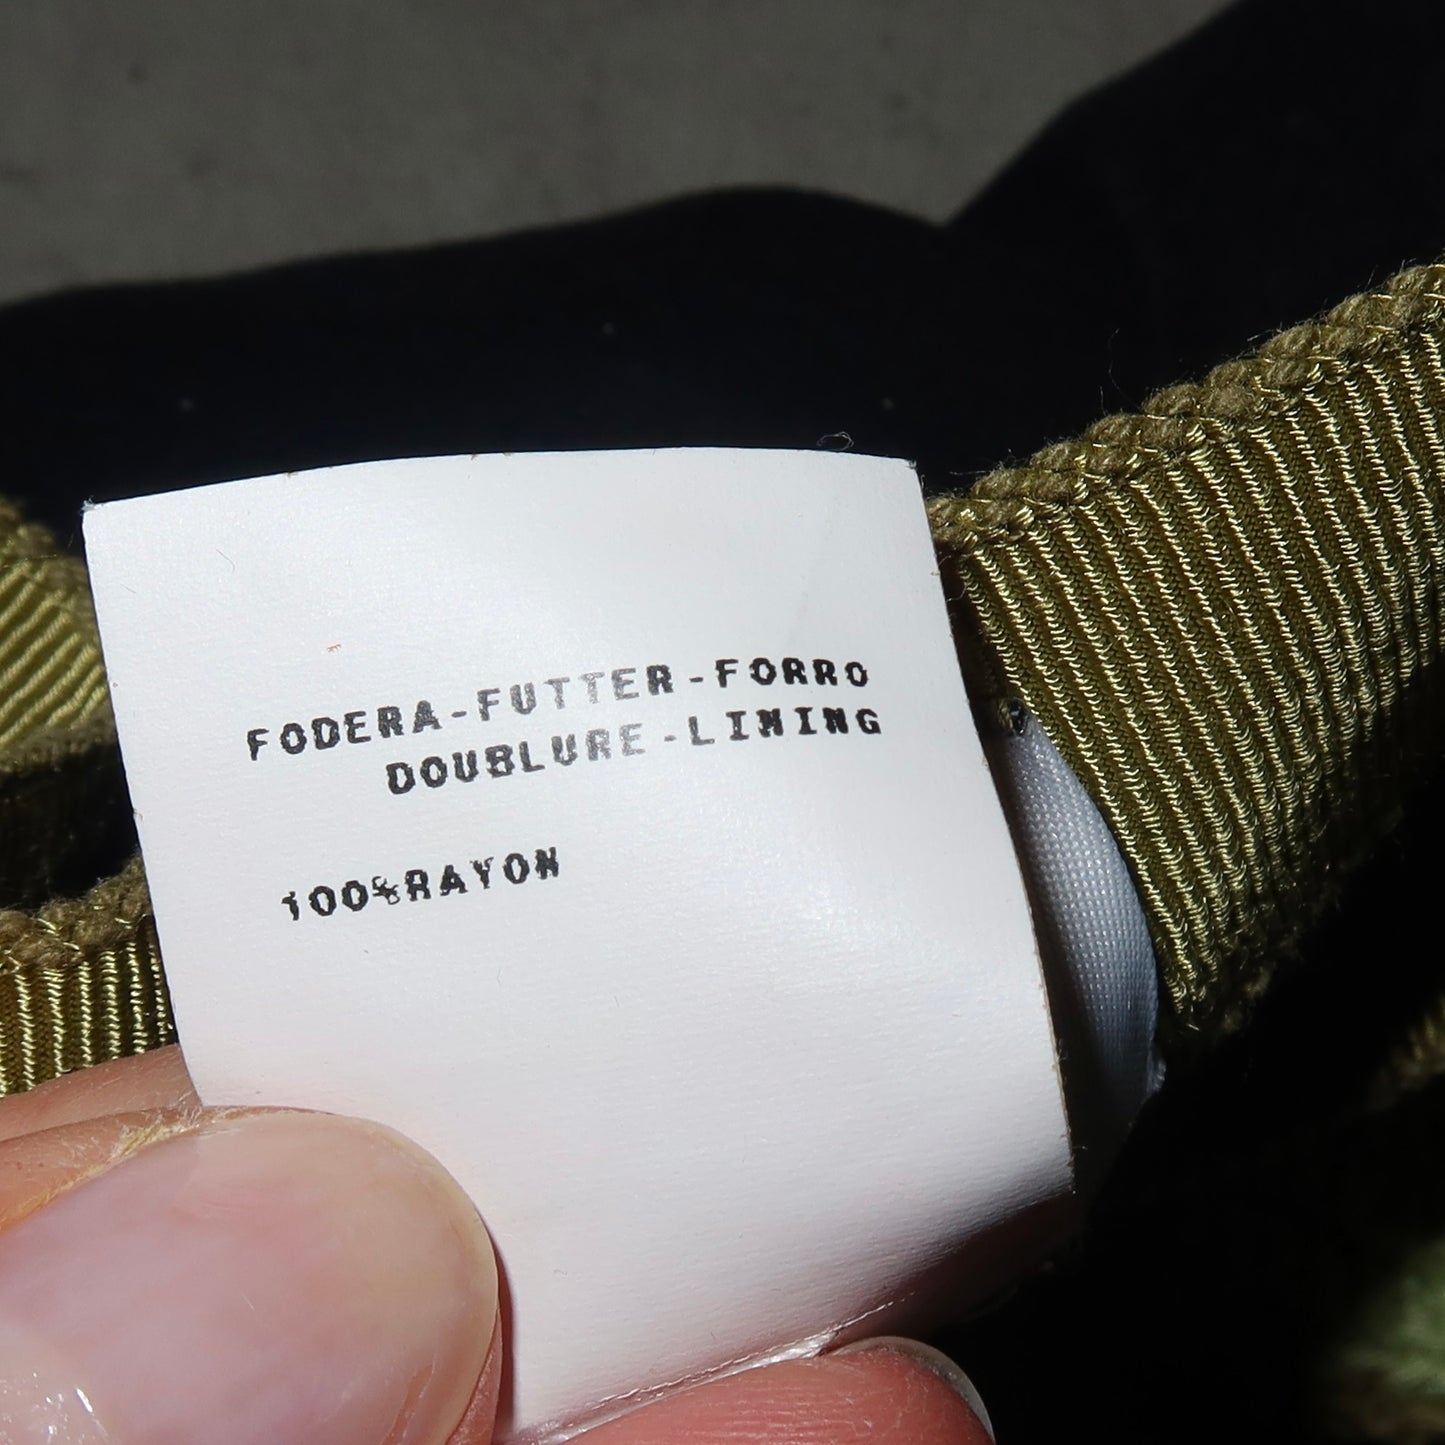 FODERA-FUTTER-FORRO
DOUBLURE-LINING
100%RAYON